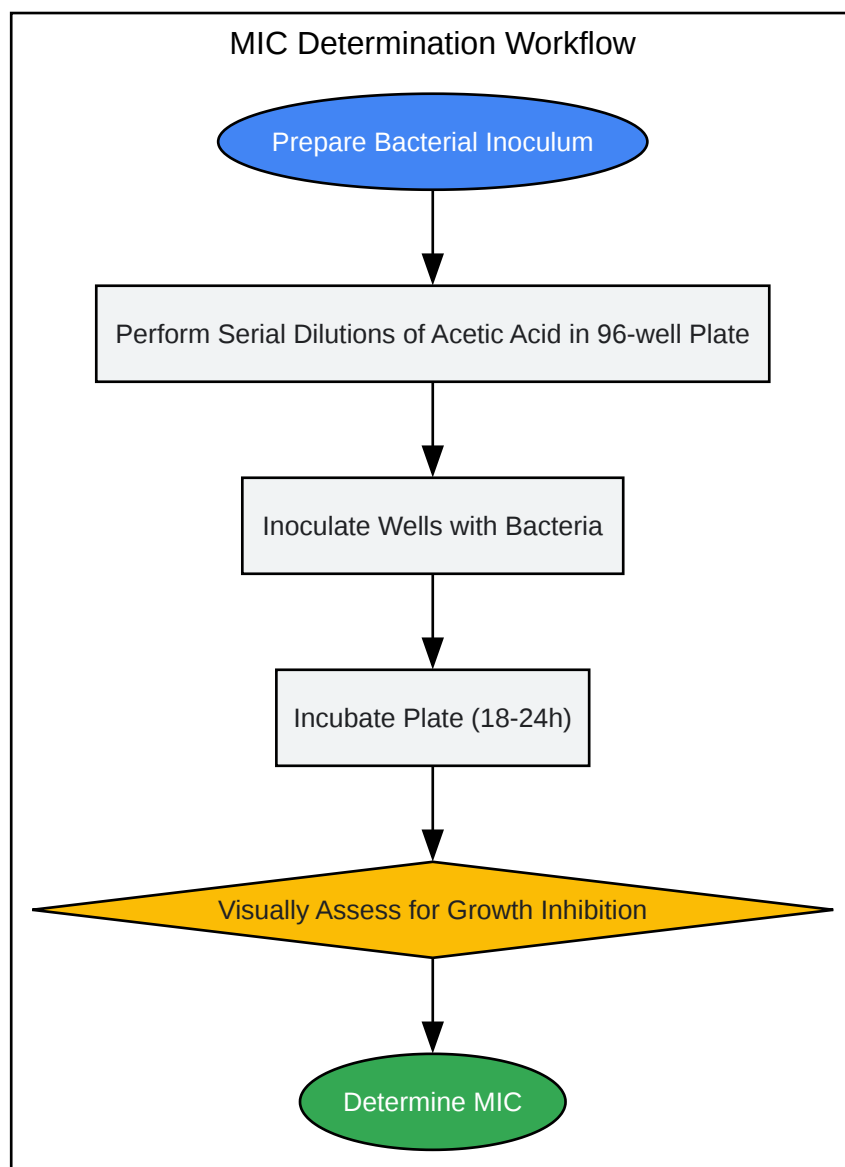 MIC Determination Workflow
Prepare Bacterial Inoculum
Perform Serial Dilutions of Acetic Acid in 96-well Plate
Inoculate Wells with Bacteria
Incubate Plate (18-24h)
Visually Assess for Growth Inhibition
Determine MIC